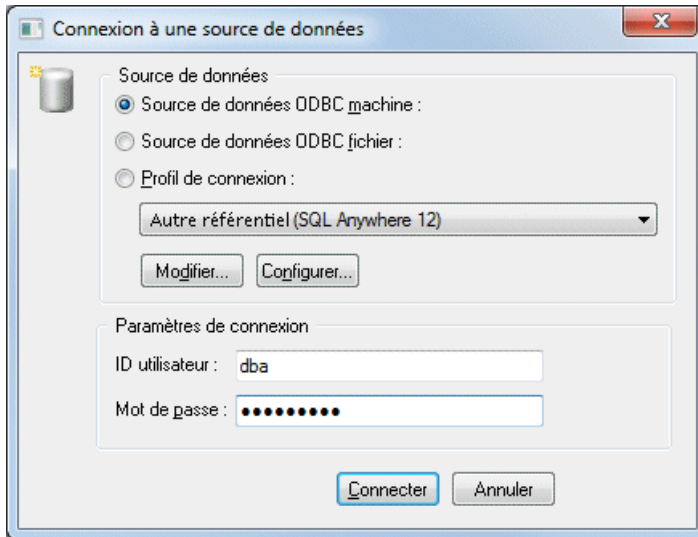 Connexion à une source de données
Source de données
Source de données ODBC machine :
Source de données ODBC fichier :
Profil de connexion :
Autre référentiel (SQL Anywhere 12)
Modifier... Configurer...
Paramètres de connexion
ID utilisateur : dba
Mot de passe : •••••••••
Connecter Annuler